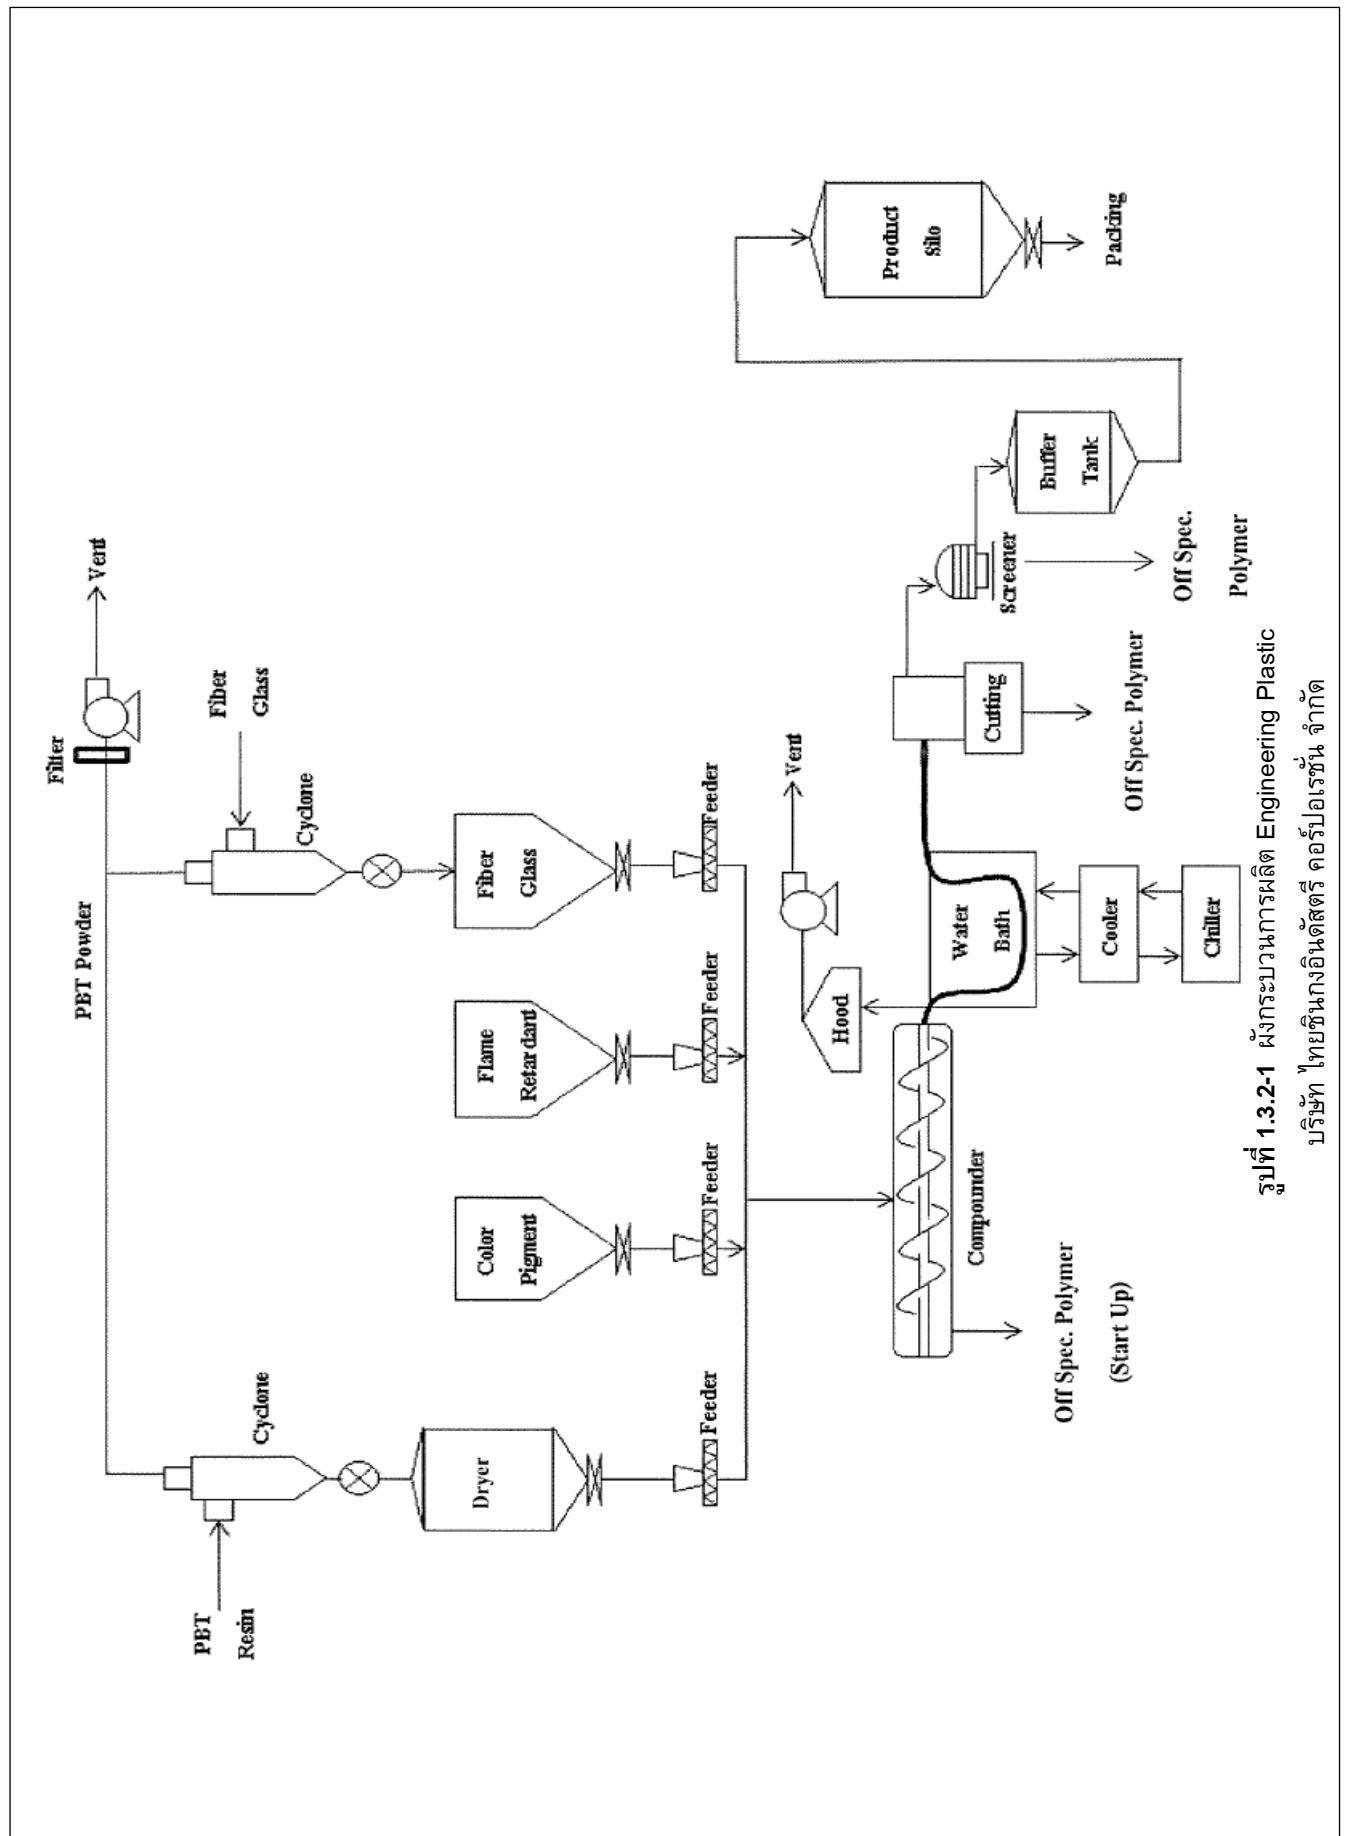 Filter
Vent
PBT Powder
Fiber
Glass
Cyclone
Cyclone
PBT
Resin
Dryer
Color
Pigment
Flame
Retardant
Fiber
Glass
Feeder
Feeder
Feeder
Feeder
Vent
Hood
Compounder
Off Spec. Polymer
(Start Up)
Water
Bath
Cooler
Chiller
Cutting
Off Spec. Polymer
Screener
Off Spec.
Polymer
Buffer
Tank
Product
Silo
Packing
รูปที่ 1.3.2-1 ผังกระบวนการผลิต Engineering Plastic
บริษัท ไทยชินกงอินดัสตรี คอร์ปอเรชั่น จำกัด